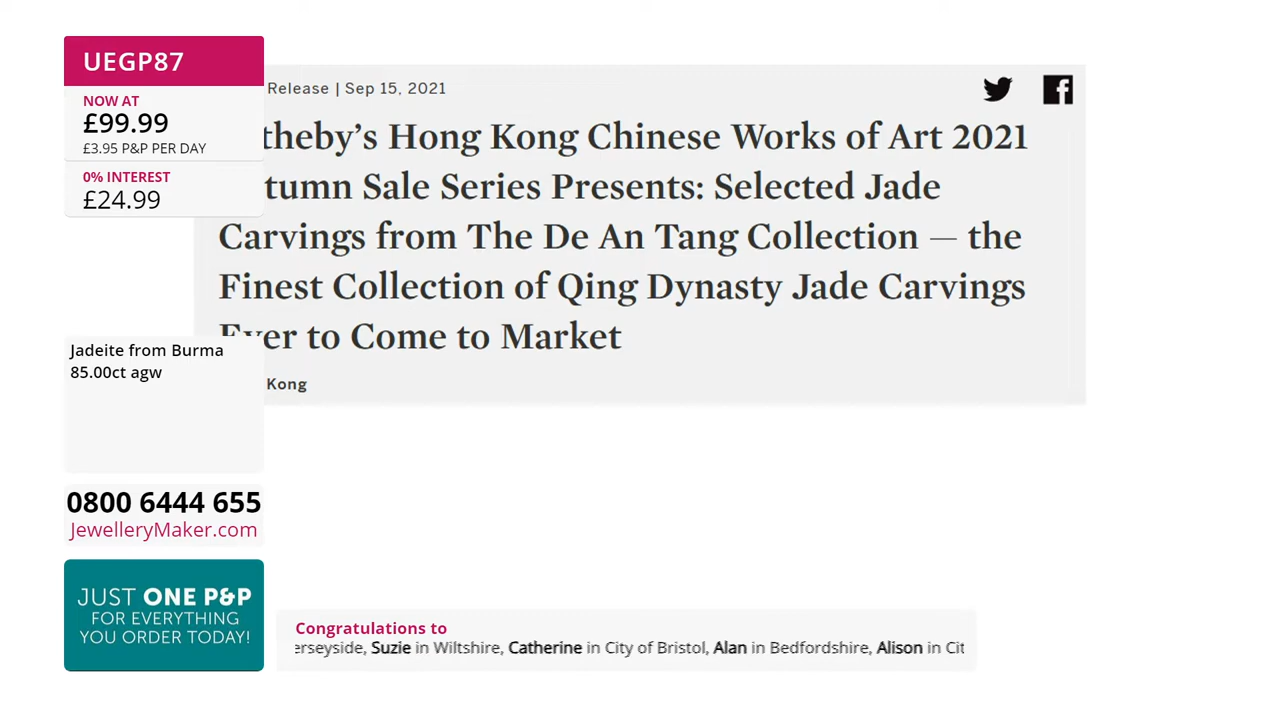 UEGP87
NOW AT
£99.99
£3.95 P&P PER DAY
0% INTEREST
£24.99
Release | Sep 15, 2021
theby's Hong Kong Chinese Works of Art 2021
tumn Sale Series Presents: Selected Jade
Carvings from The De An Tang Collection — the
Finest Collection of Qing Dynasty Jade Carvings
Ever to Come to Market
Kong
Jadeite from Burma
85.00ct agw
0800 6444 655
JewelleryMaker.com
JUST ONE P&P
FOR EVERYTHING
YOU ORDER TODAY!
Congratulations to
erseyside, Suzie in Wiltshire, Catherine in City of Bristol, Alan in Bedfordshire, Alison in Cit